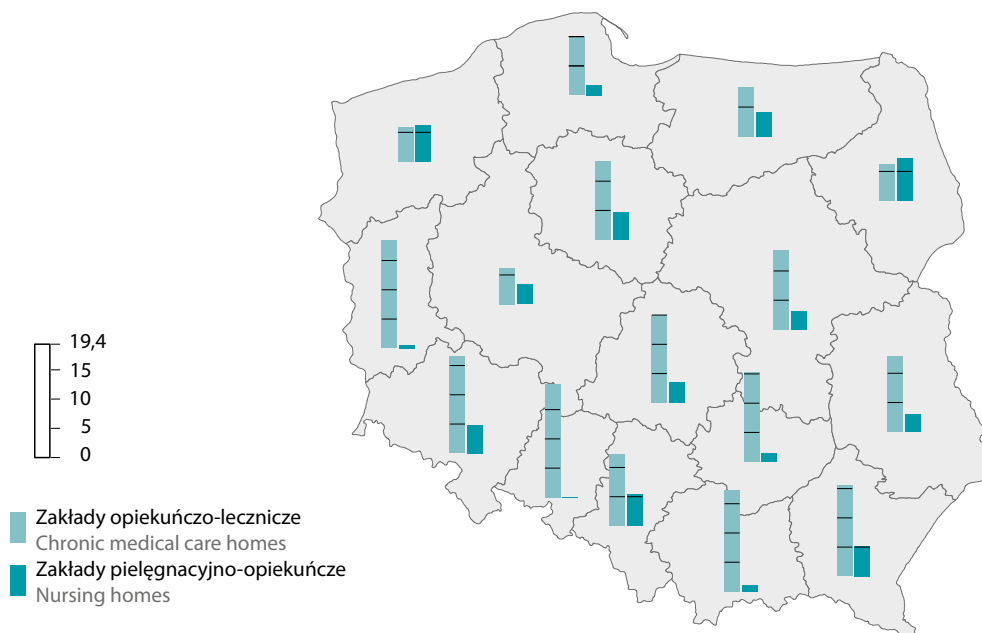 19,4
15
10
5
0
Zakłady opiekuńczo-lecznicze
Chronic medical care homes
Zakłady pielęgnacyjno-opiekuńcze
Nursing homes